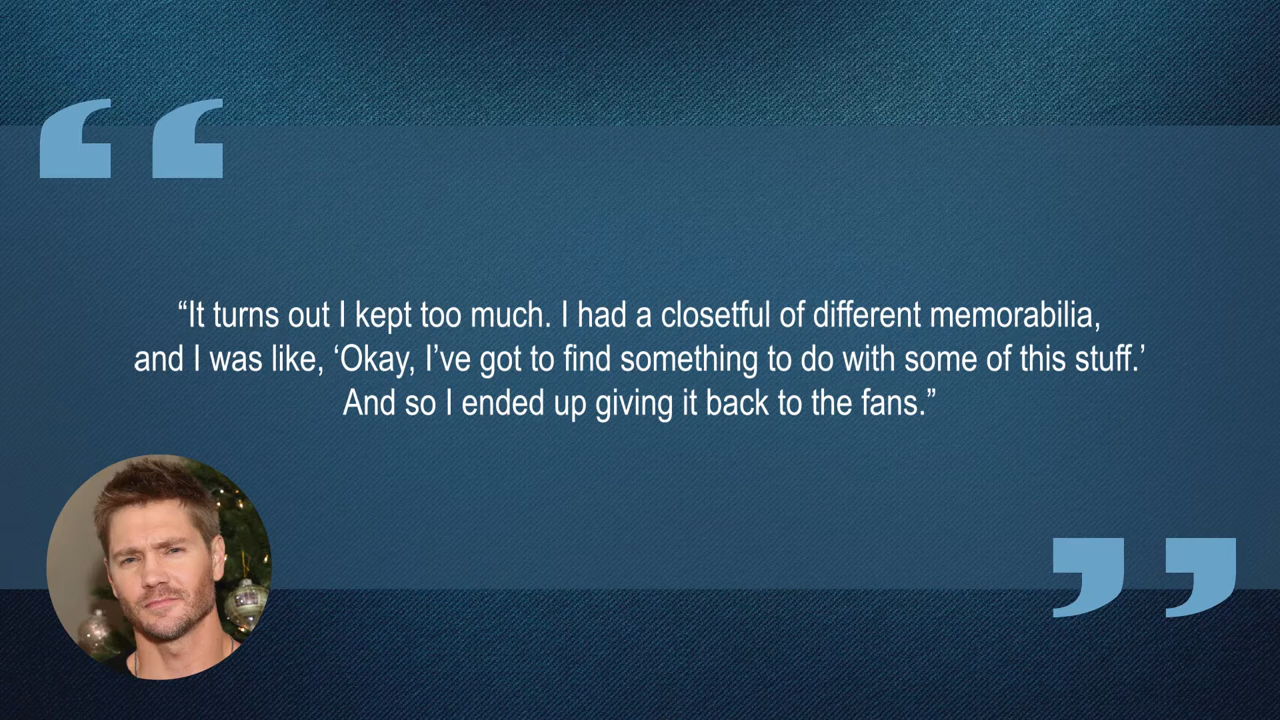 “It turns out I kept too much. I had a closetful of different memorabilia,
and I was like, ‘Okay, I’ve got to find something to do with some of this stuff.’
And so I ended up giving it back to the fans.”